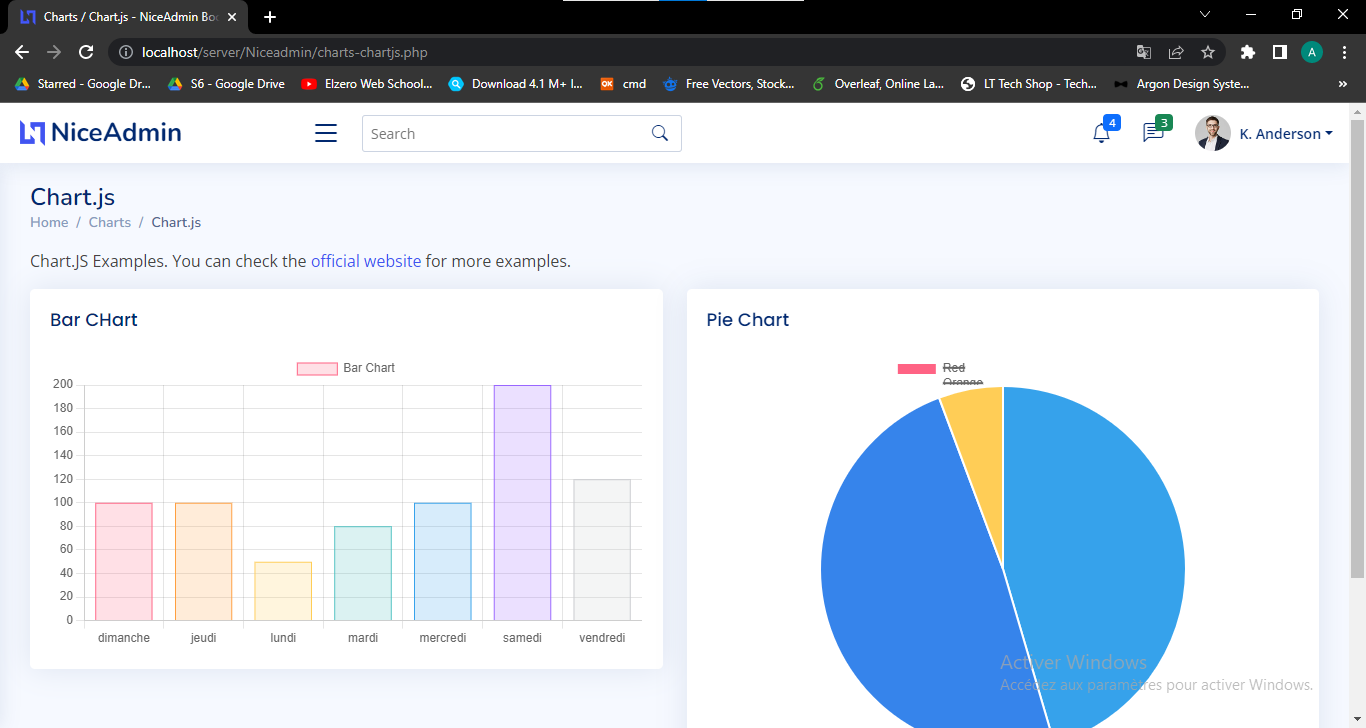 Charts / Chart.js - NiceAdmin Boo
localhost/server/Niceadmin/charts-chartjs.php
A
Starred - Google Dr...
S6 - Google Drive
Elzero Web School...
Download 4.1 M+ I...
cmd
Free Vectors, Stock...
Overleaf, Online La...
LT Tech Shop - Tech...
Argon Design Syste...
»
NiceAdmin
Search
4
3
K. Anderson
Chart.js
Home / Charts / Chart.js
Chart.JS Examples. You can check the official website for more examples.
Bar CHart
Bar Chart
200
180
160
140
120
100
80
60
40
20
0
dimanche jeudi lundi mardi mercredi samedi vendredi
Pie Chart
Red
Orange
Activer Windows
Accédez aux paramètres pour activer Windows.